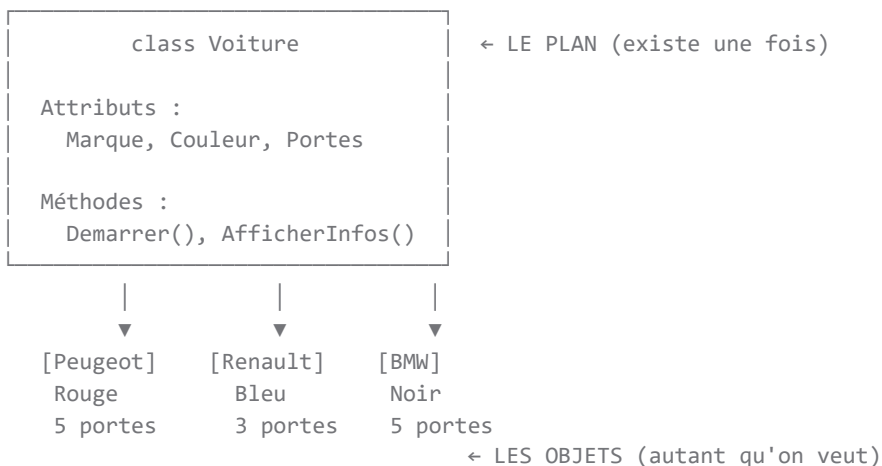 class Voiture ← LE PLAN (existe une fois)
Attributs :
Marque, Couleur, Portes
Méthodes :
Demarrer(), AfficherInfos()
[Peugeot] [Renault] [BMW]
Rouge Bleu Noir
5 portes 3 portes 5 portes
← LES OBJETS (autant qu'on veut)